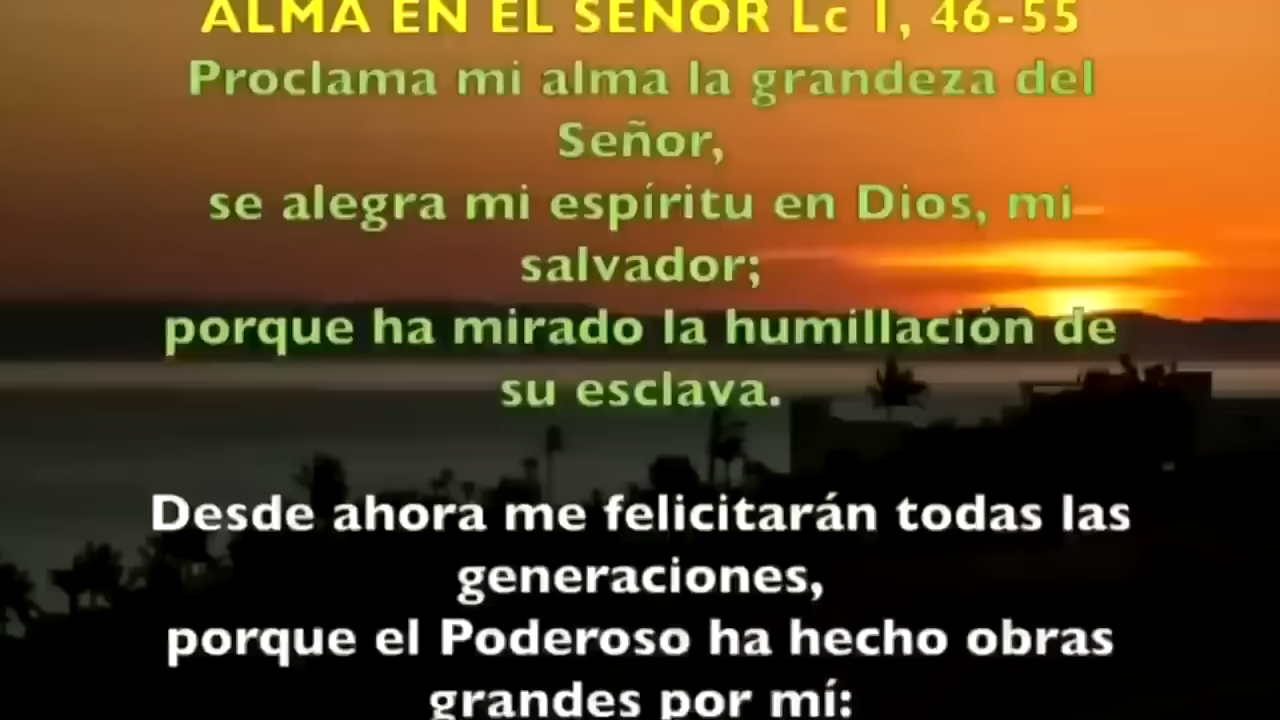 ALMA EN EL SEÑOR Lc 1, 46-55
Proclama mi alma la grandeza del
Señor,
se alegra mi espíritu en Dios, mi
salvador;
porque ha mirado la humillación de
su esclava.
Desde ahora me felicitarán todas las
generaciones,
porque el Poderoso ha hecho obras
grandes por mí: